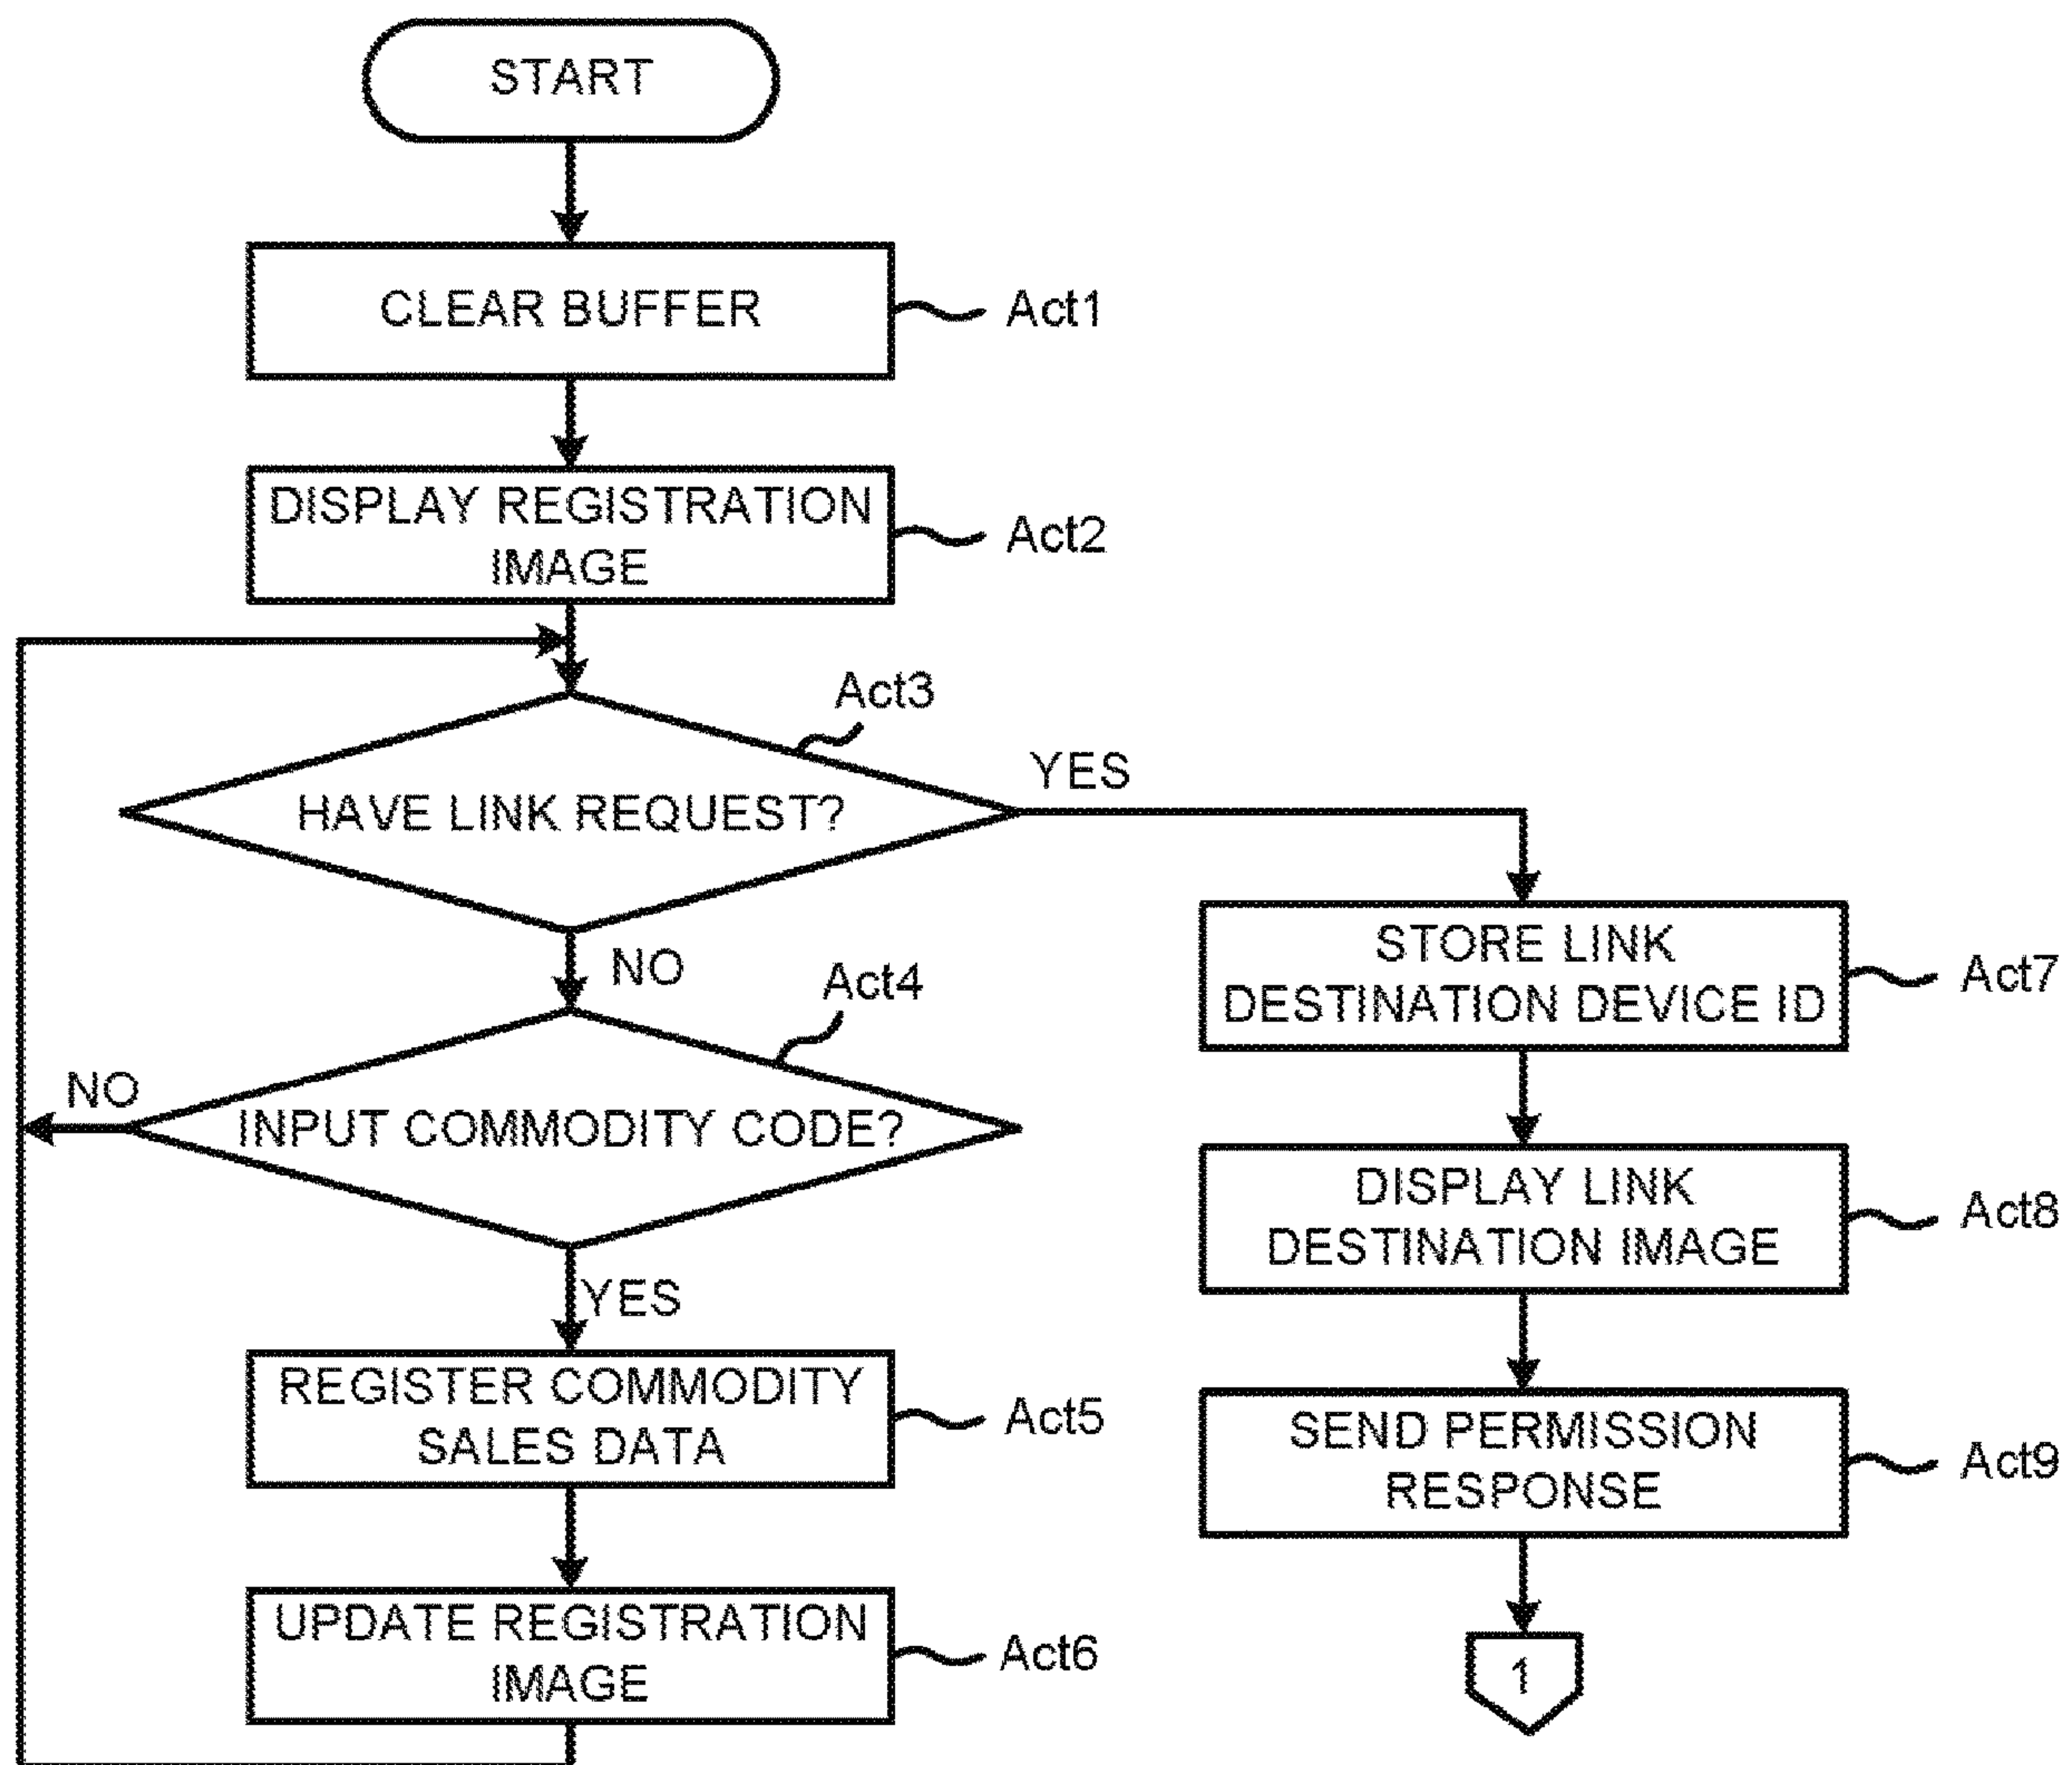 START
CLEAR BUFFER
Act1
DISPLAY REGISTRATION
IMAGE
Act2
Act3
HAVE LINK REQUEST?
YES
NO
Act4
INPUT COMMODITY CODE?
NO
YES
REGISTER COMMODITY
SALES DATA
Act5
UPDATE REGISTRATION
IMAGE
Act6
STORE LINK
DESTINATION DEVICE ID
Act7
DISPLAY LINK
DESTINATION IMAGE
Act8
SEND PERMISSION
RESPONSE
Act9
1